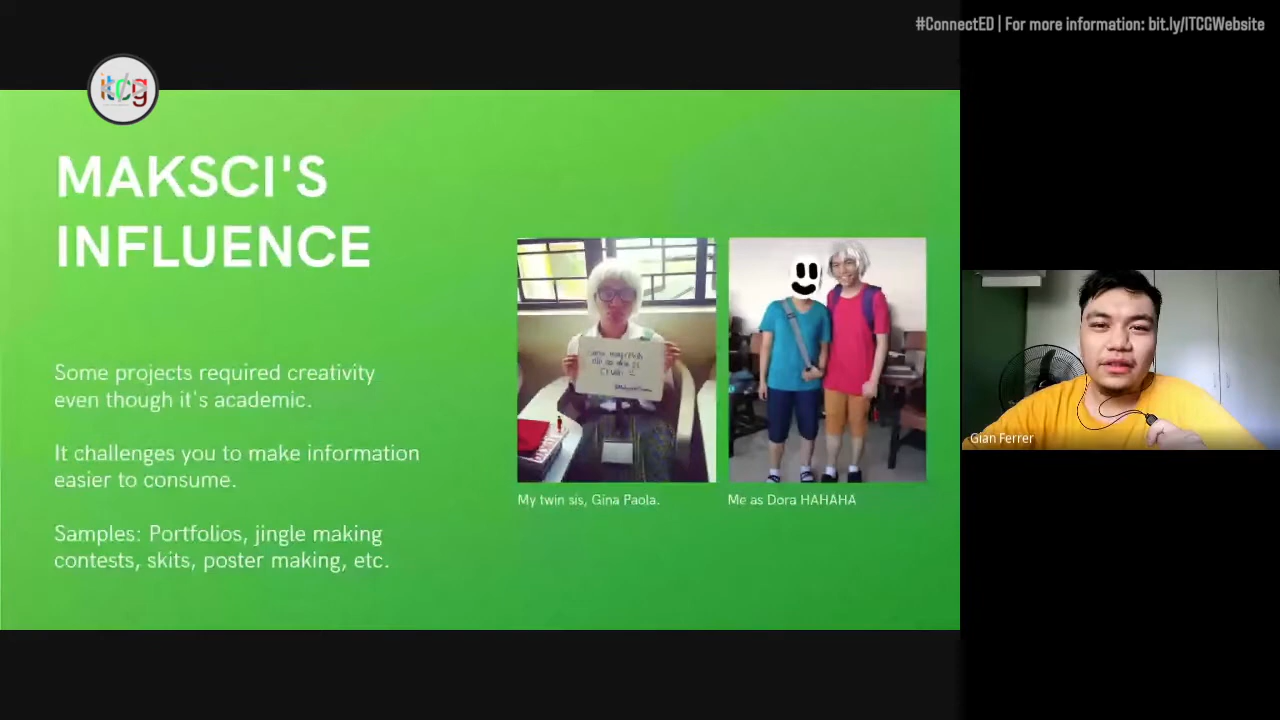 #ConnectED | For more information: bit.ly/ITCGWebsite
itcg
MAKSCI'S
INFLUENCE
Some projects required creativity
even though it's academic.
It challenges you to make information
easier to consume.
Samples: Portfolios, jingle making
contests, skits, poster making, etc.
My twin sis, Gina Paola.
Me as Dora HAHAHA
Gian Ferrer